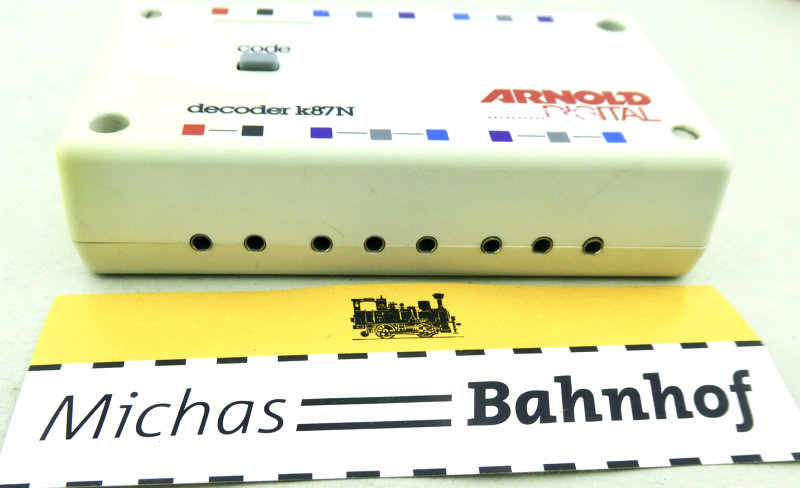 code
decoder k87N
ARNOLD
DIGITAL
Michas Bahnhof